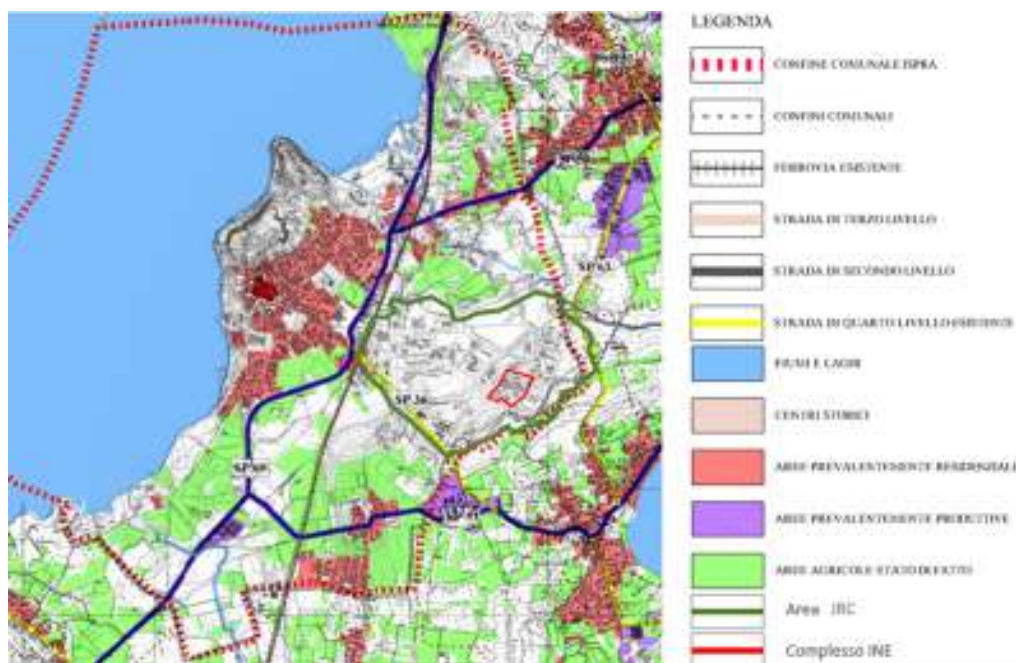 LEGENDA
CONFINE COMUNALE ISPRA
CONFINI COMUNALI
FERROVIA ESISTENTE
STRADA DI TERZO LIVELLO
STRADA DI SECONDO LIVELLO
STRADA DI QUARTO LIVELLO ESISTENTE
FIUMI E LAGHI
CENTRI STORICI
AREE PREVALENTEMENTE RESIDENZIALI
AREE PREVALENTEMENTE PRODUTTIVE
AREE AGRICOLE STATO DI FATTO
Area JRC
Complesso INE
SP 63
SP 36
SP 69